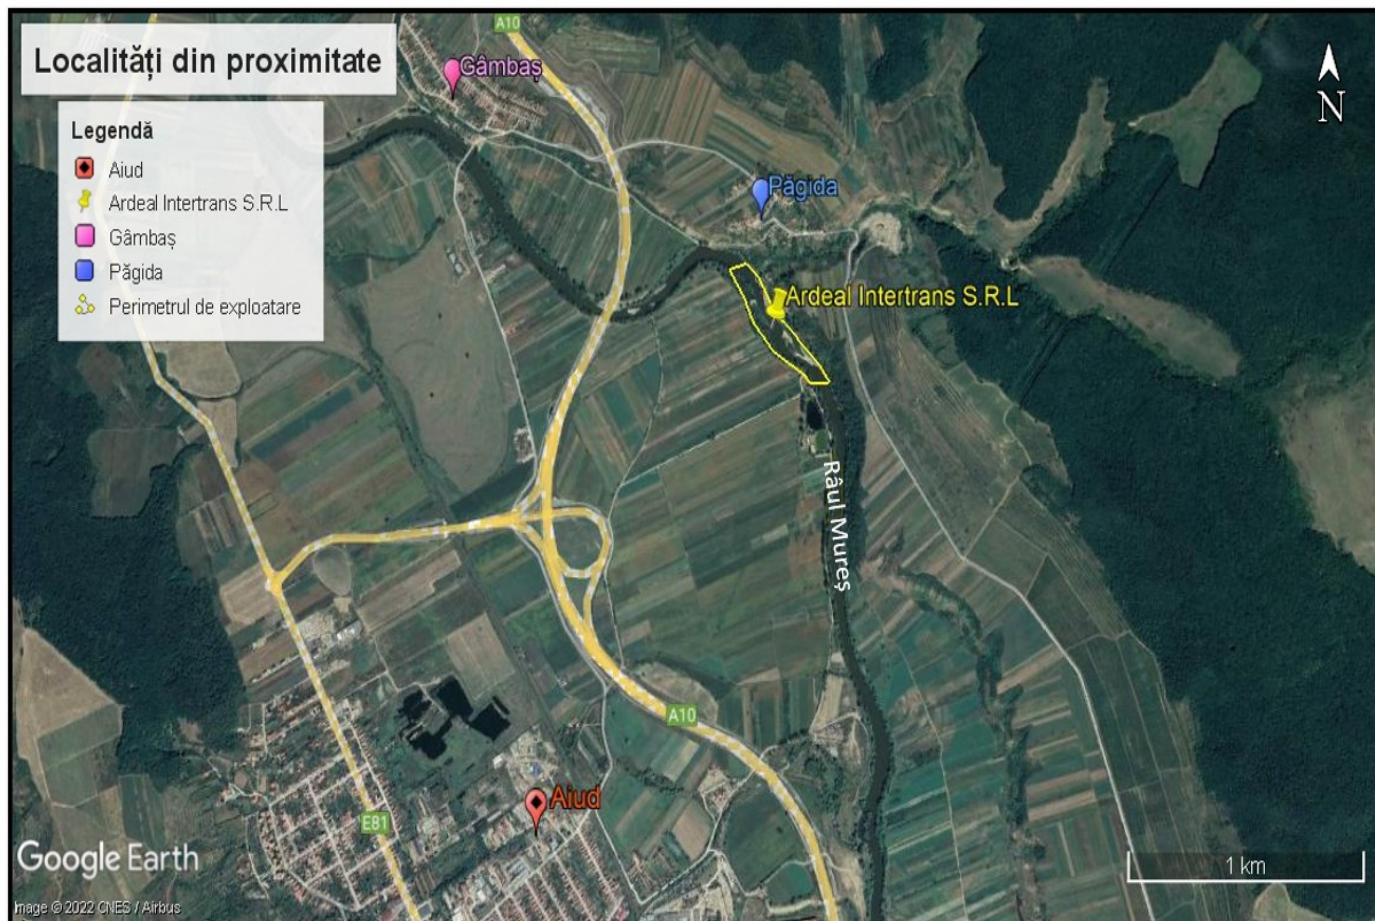 A10
Localități din proximitate
Gâmbaș
N
Legendă
Aiud
Ardeal Intertrans S.R.L
Gâmbaș
Păgida
Perimetrul de exploatare
Păgida
Ardeal Intertrans S.R.L
Râul Mureș
A10
Aiud
E81
Google Earth
1 km
Image © 2022 CNES / Airbus